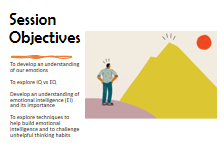 Session
Objectives
To develop an understanding
of our emotions
To explore IQ vs EQ
Develop an understanding of
emotional intelligence (EI)
and its importance
To explore techniques to
help build emotional
intelligence and to challenge
unhelpful thinking habits